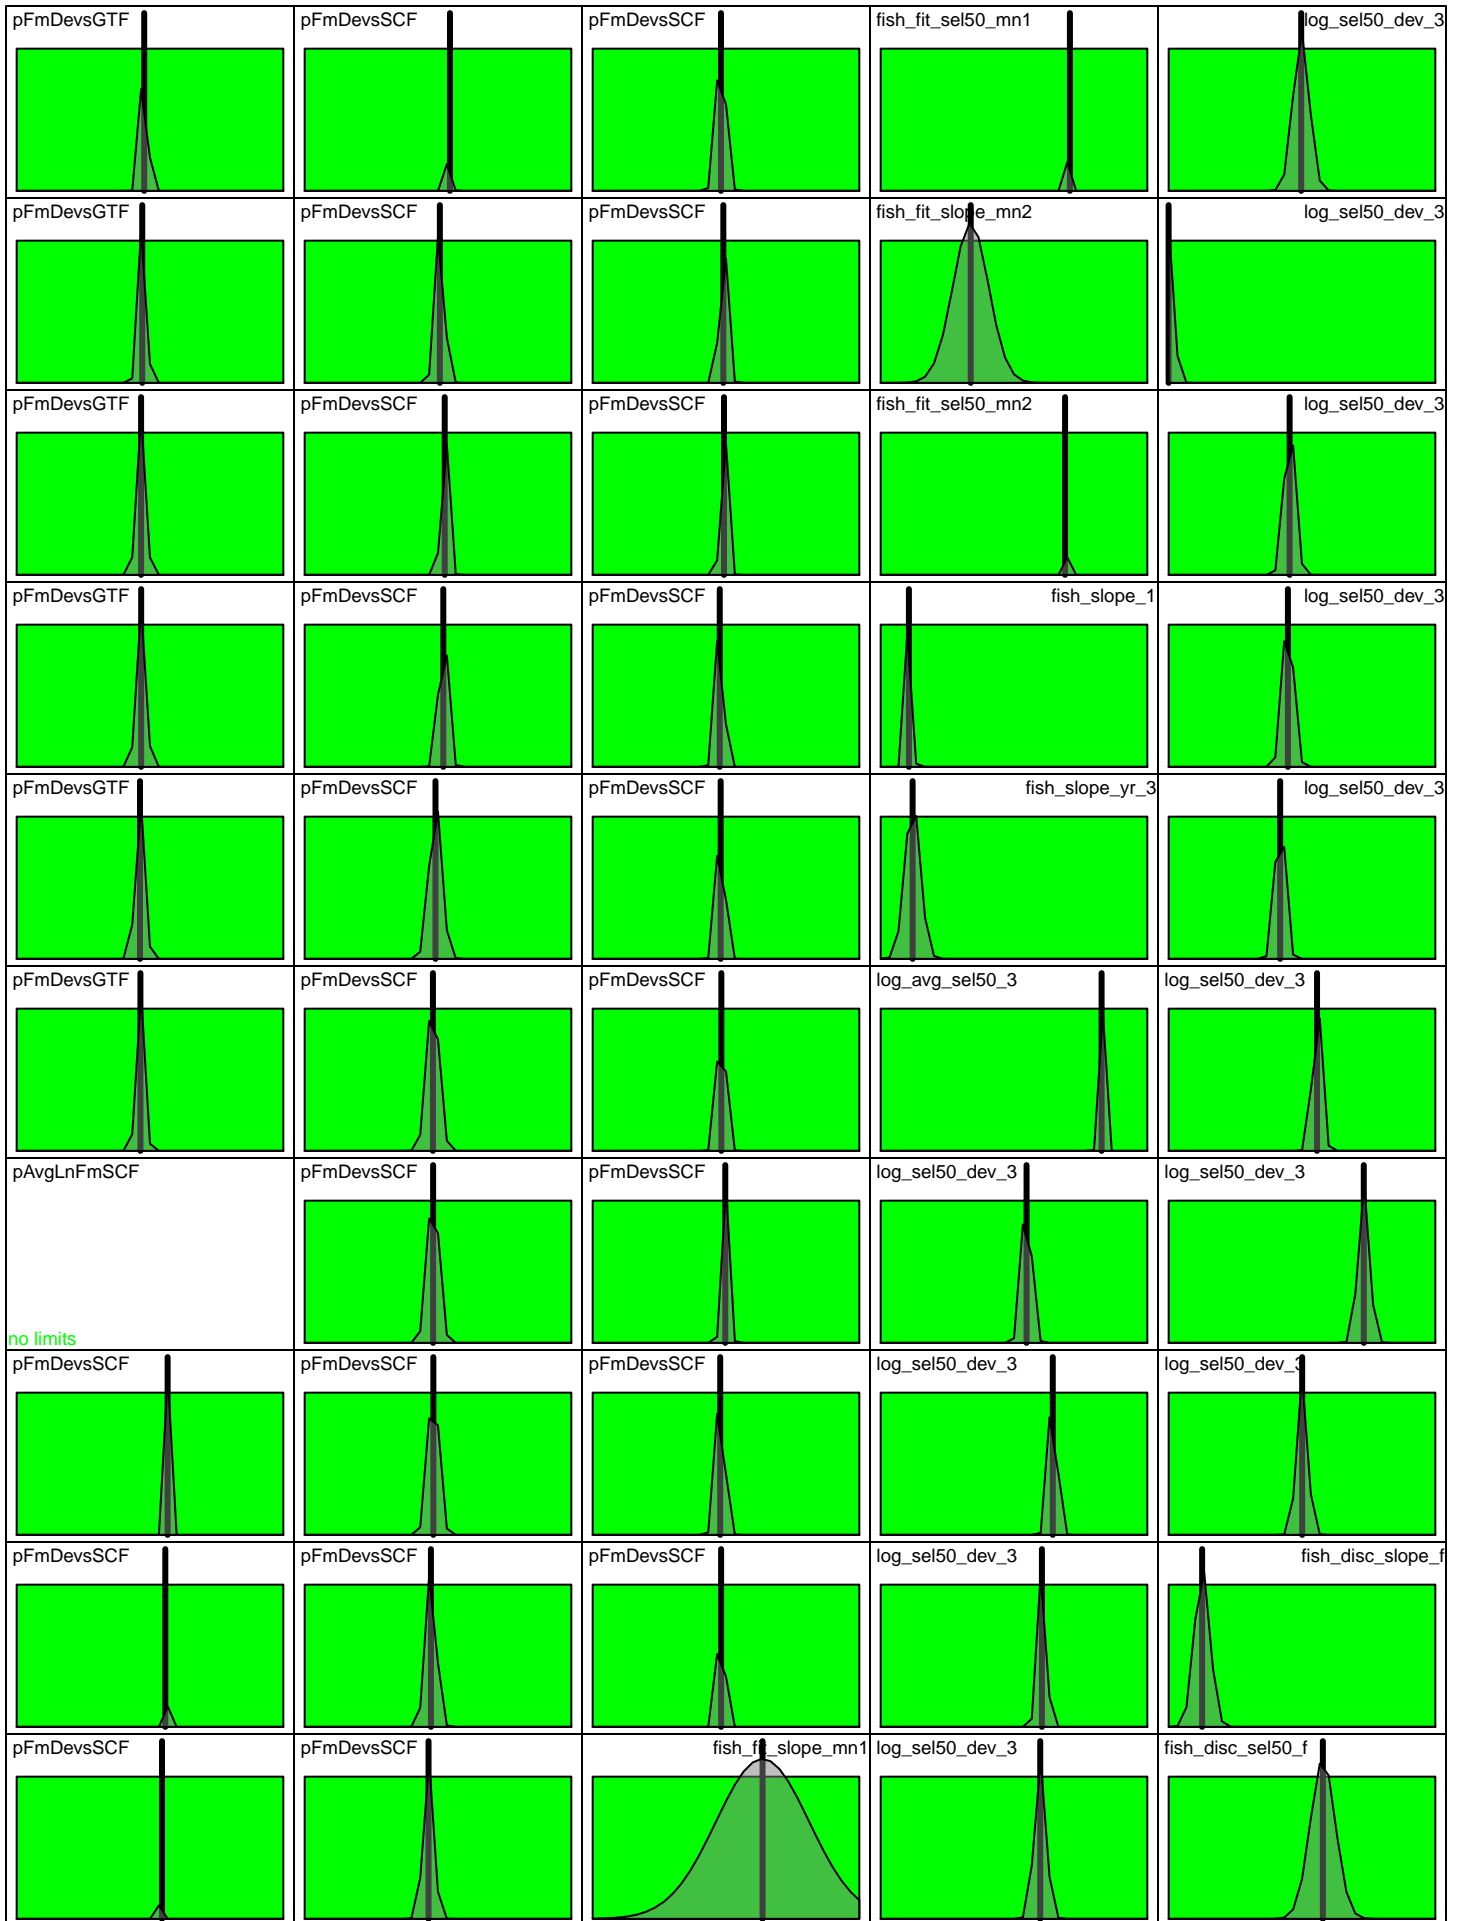 pFmDevsGTF
pFmDevsSCF
pFmDevsSCF
fish_fit_sel50_mn1
log_sel50_dev_3
pFmDevsGTF
pFmDevsSCF
pFmDevsSCF
fish_fit_slope_mn2
log_sel50_dev_3
pFmDevsGTF
pFmDevsSCF
pFmDevsSCF
fish_fit_sel50_mn2
log_sel50_dev_3
pFmDevsGTF
pFmDevsSCF
pFmDevsSCF
fish_slope_1
log_sel50_dev_3
pFmDevsGTF
pFmDevsSCF
pFmDevsSCF
fish_slope_yr_3
log_sel50_dev_3
pFmDevsGTF
pFmDevsSCF
pFmDevsSCF
log_avg_sel50_3
log_sel50_dev_3
pAvgLnFmSCF
pFmDevsSCF
pFmDevsSCF
log_sel50_dev_3
log_sel50_dev_3
no limits
pFmDevsSCF
pFmDevsSCF
pFmDevsSCF
log_sel50_dev_3
log_sel50_dev_3
pFmDevsSCF
pFmDevsSCF
pFmDevsSCF
log_sel50_dev_3
fish_disc_slope_f
pFmDevsSCF
pFmDevsSCF
fish_fit_slope_mn1
log_sel50_dev_3
fish_disc_sel50_f